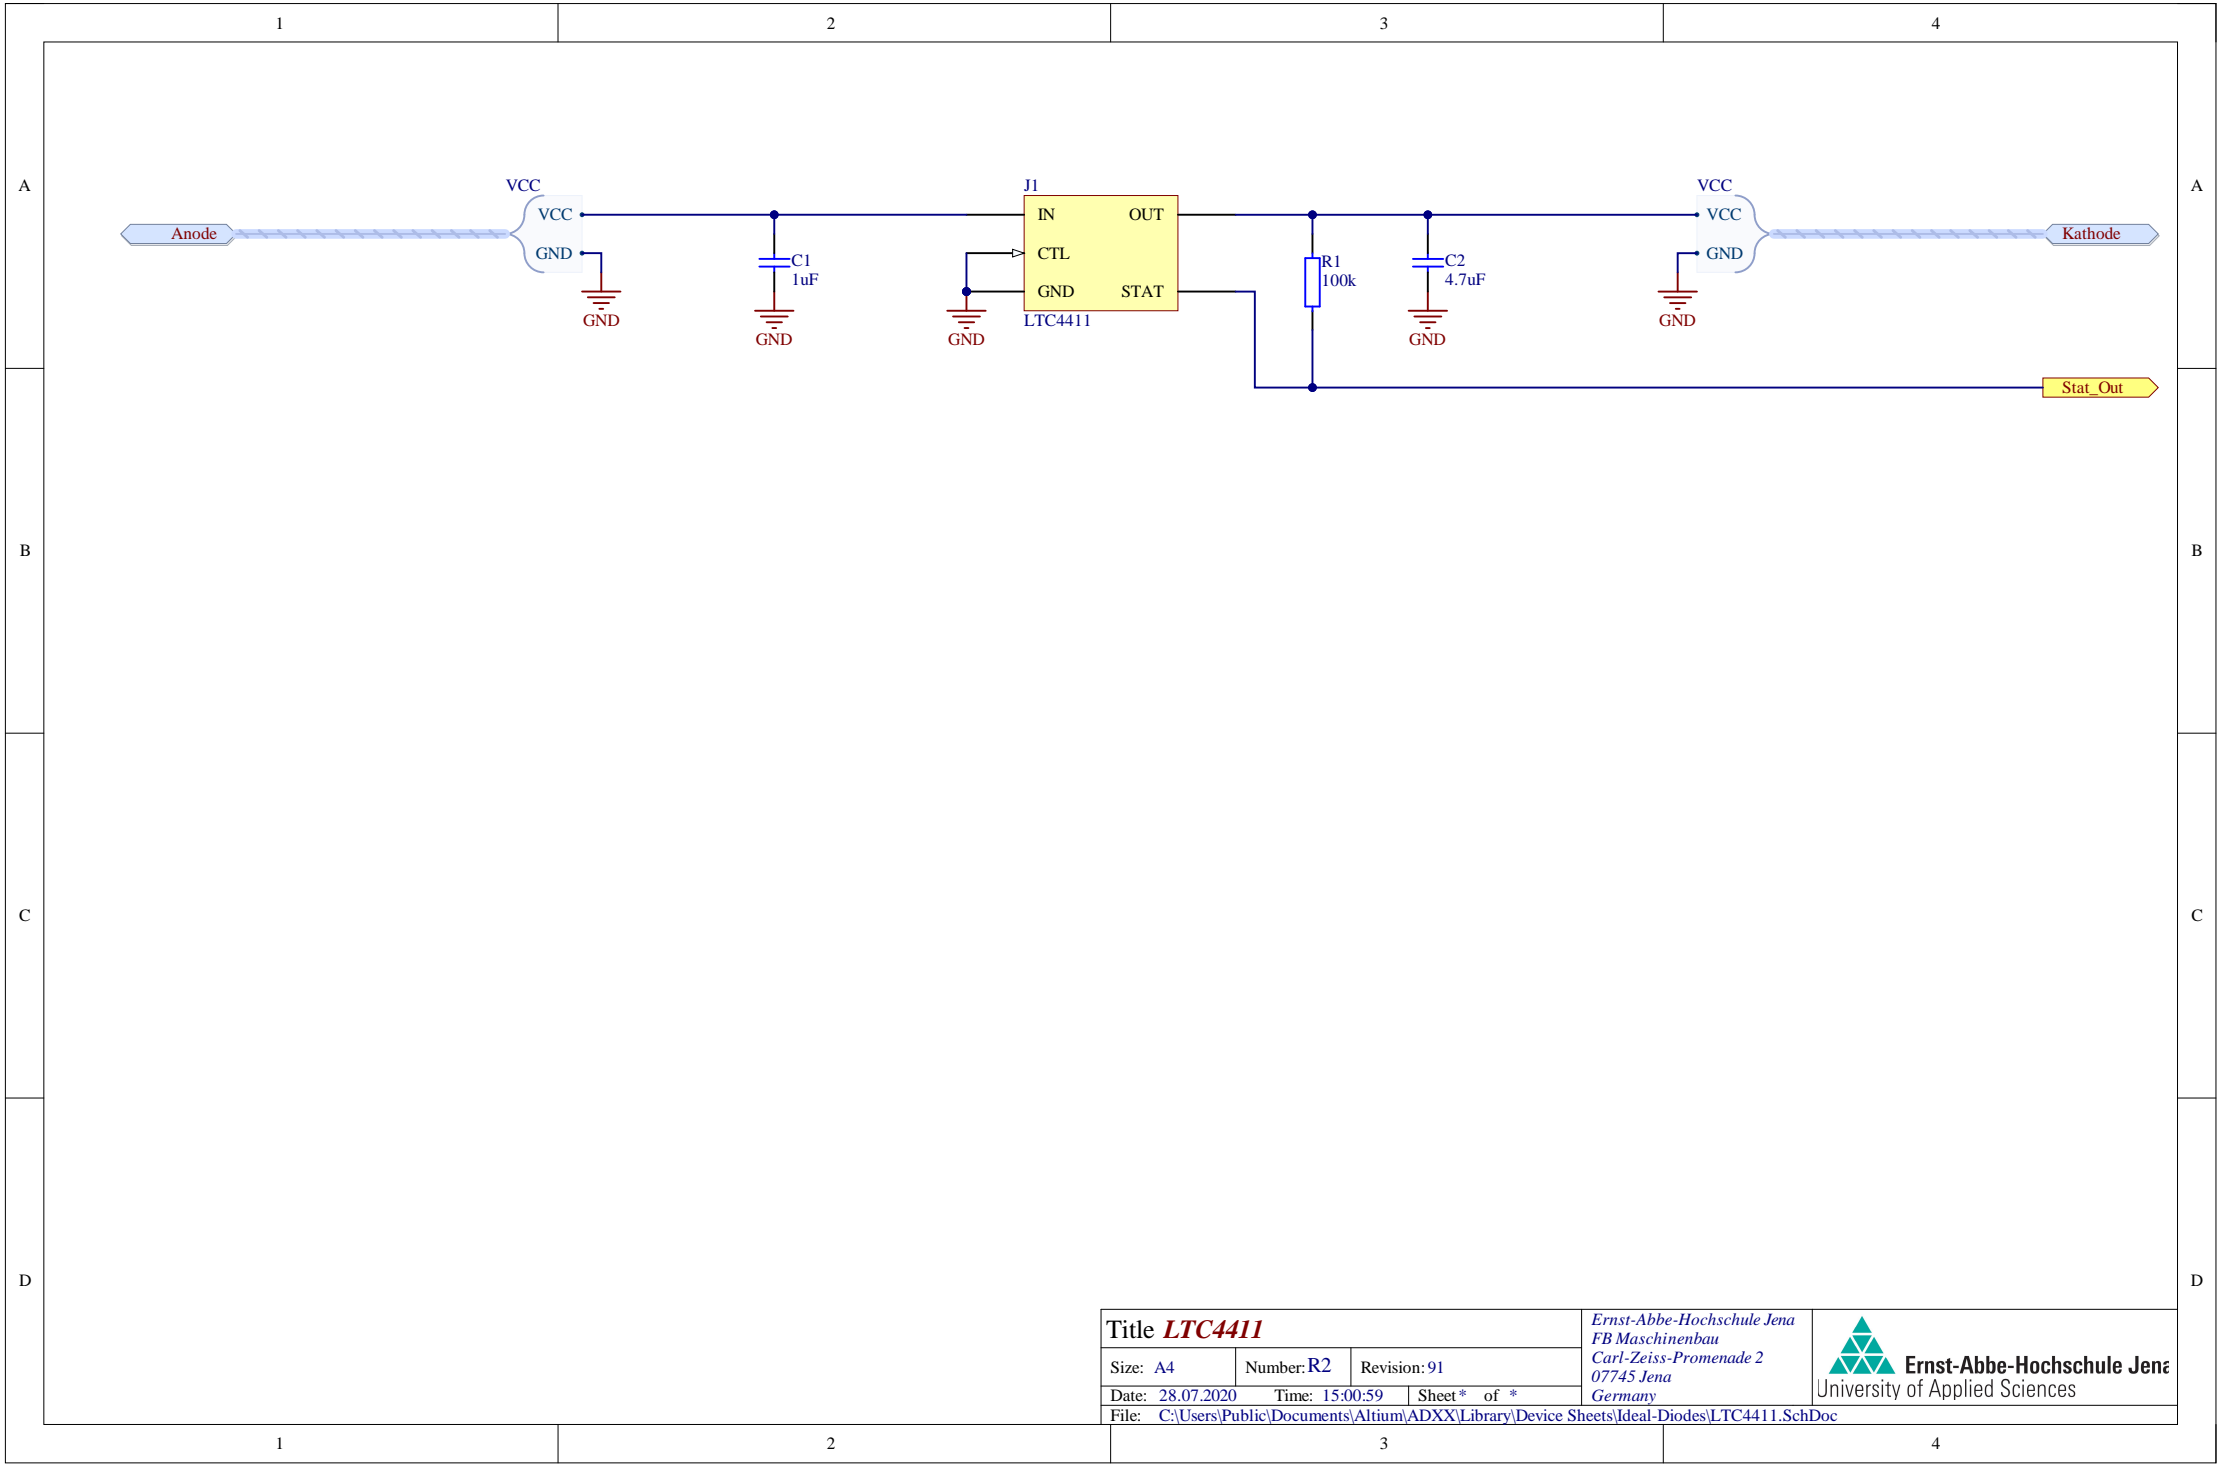 1 2 3 4
A A
VCC J1 VCC
VCC IN OUT VCC
Anode Kathode
GND CTL C1 R1 C2 GND
1uF 100k 4.7uF
GND STAT
GND LTC4411 GND
GND GND GND
Stat_Out
B B
C C
D D
Title LTC4411
Size: A4 Number: R2 Revision: 91
Date: 28.07.2020 Time: 15:00:59 Sheet * of *
File: C:\Users\Public\Documents\Altium\ADXX\Library\Device Sheets\Ideal-Diodes\LTC4411.SchDoc
Ernst-Abbe-Hochschule Jena
FB Maschinenbau
Carl-Zeiss-Promenade 2
07745 Jena
Germany
Ernst-Abbe-Hochschule Jena
University of Applied Sciences
1 2 3 4